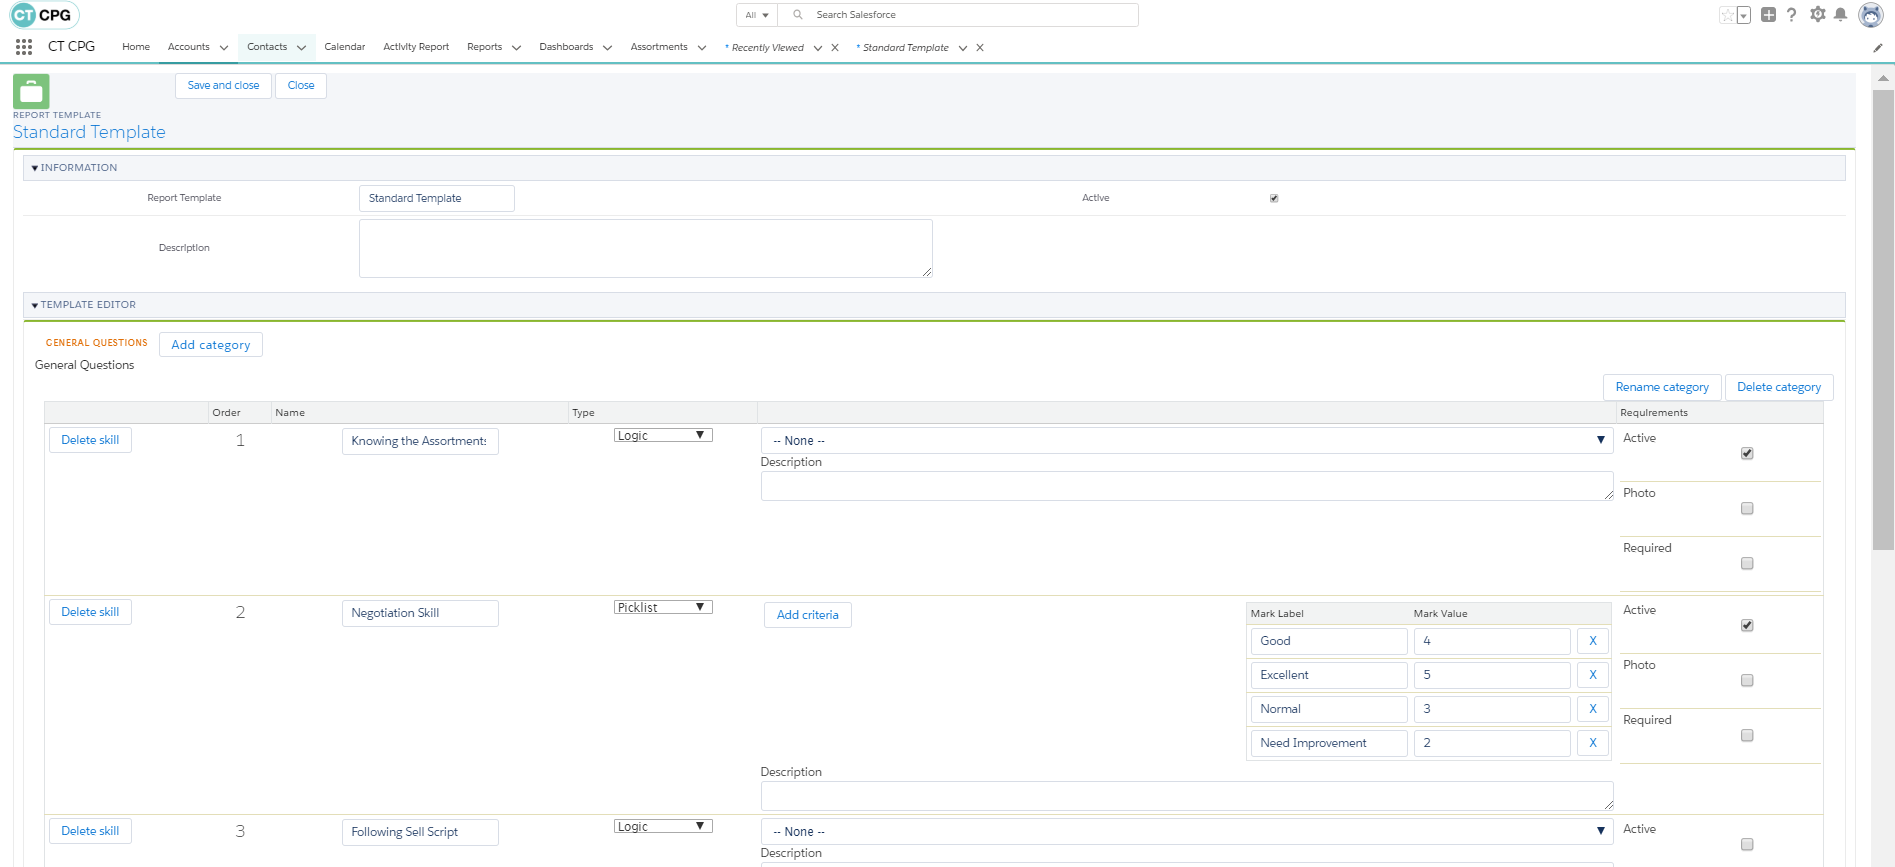 CT CPG
All
Search Salesforce
CT CPG
Home
Accounts
Contacts
Calendar
Activity Report
Reports
Dashboards
Assortments
* Recently Viewed
* Standard Template
Save and close
Close
REPORT TEMPLATE
Standard Template
INFORMATION
Report Template
Standard Template
Active
Description
TEMPLATE EDITOR
GENERAL QUESTIONS
Add category
General Questions
Rename category
Delete category
Order
Name
Type
Requirements
Delete skill
1
Knowing the Assortments
Logic
-- None --
Active
Description
Photo
Required
Delete skill
2
Negotiation Skill
Picklist
Add criteria
Mark Label
Mark Value
Active
Good
4
X
Excellent
5
X
Photo
Normal
3
X
Required
Need Improvement
2
X
Description
Delete skill
3
Following Sell Script
Logic
-- None --
Active
Description